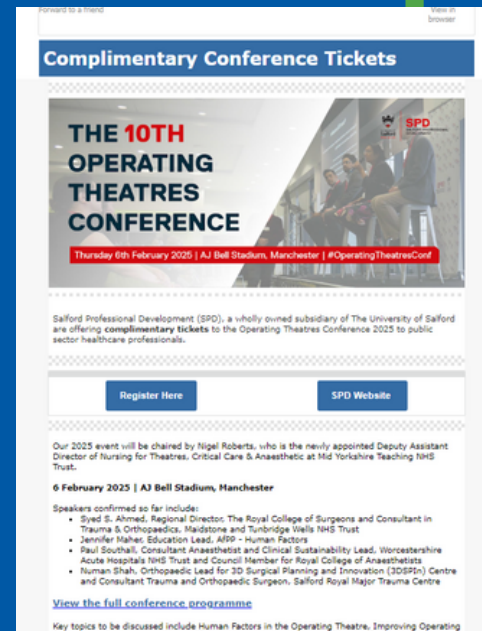 Forward to a friend
View in
browser
Complimentary Conference Tickets
THE 10TH
OPERATING
THEATRES
CONFERENCE
SPD
Thursday 6th February 2025 | AJ Bell Stadium, Manchester | #OperatingTheatresConf
Salford Professional Development (SPD), a wholly owned subsidiary of The University of Salford
are offering complimentary tickets to the Operating Theatres Conference 2025 to public
sector healthcare professionals.
Register Here
SPD Website
Our 2025 event will be chaired by Nigel Roberts, who is the newly appointed Deputy Assistant
Director of Nursing for Theatres, Critical Care & Anaesthetic at Mid Yorkshire Teaching NHS
Trust.
6 February 2025 | AJ Bell Stadium, Manchester
Speakers confirmed so far include:
• Syed S. Ahmed, Regional Director, The Royal College of Surgeons and Consultant in
Trauma & Orthopaedics, Maidstone and Tunbridge Wells NHS Trust
• Jennifer Maher, Education Lead, AfPP - Human Factors
• Paul Southall, Consultant Anaesthetist and Clinical Sustainability Lead, Worcestershire
Acute Hospitals NHS Trust and Council Member for Royal College of Anaesthetists
• Numan Shah, Orthopaedic Lead for 3D Surgical Planning and Innovation (3DSPIn) Centre
and Consultant Trauma and Orthopaedic Surgeon, Salford Royal Major Trauma Centre
View the full conference programme
Key topics to be discussed include Human Factors in the Operating Theatre, Improving Operating